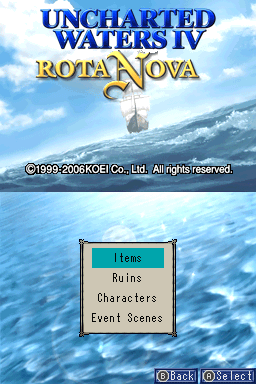 UNCHARTED
WATERS IV
ROTA NOVA
©1999-2006KOEI Co., Ltd. All rights reserved.
Items
Ruins
Characters
Event Scenes
(B)Back (A)Select